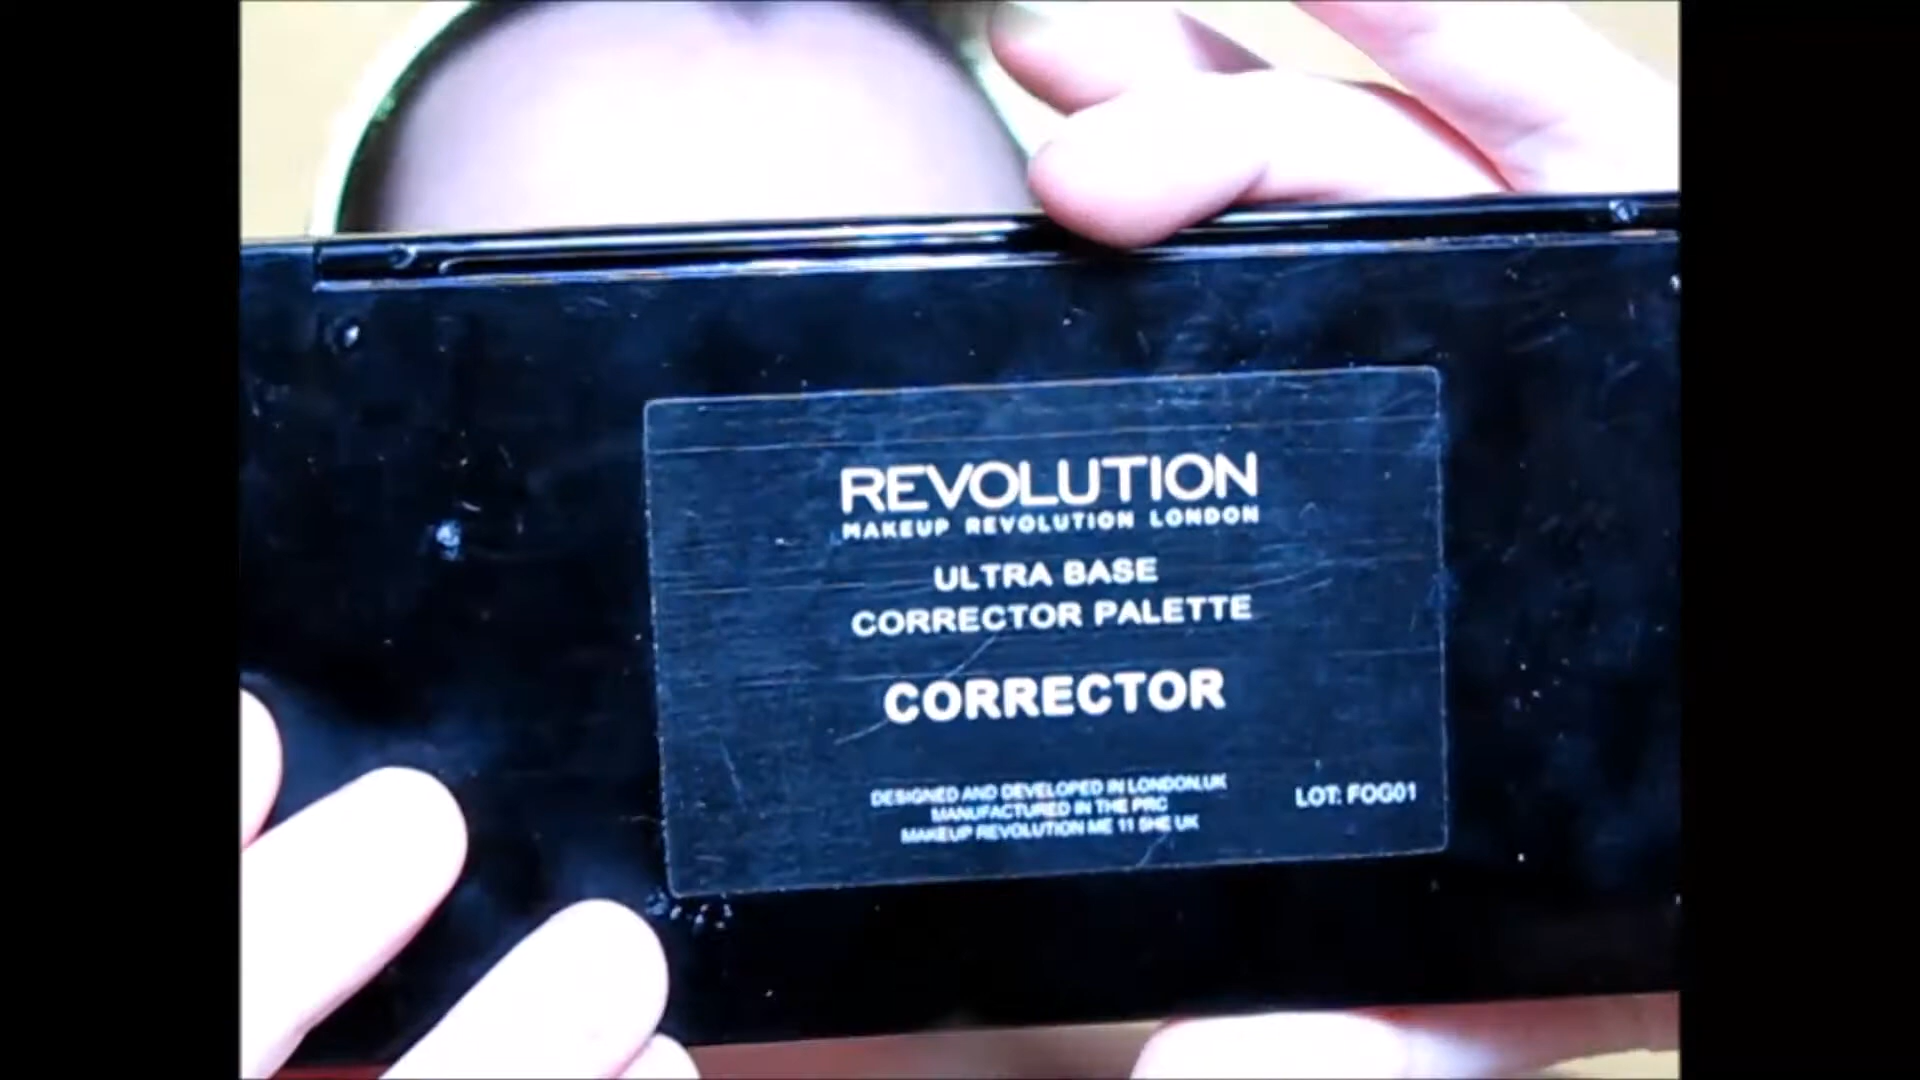 REVOLUTION
MAKEUP REVOLUTION LONDON
ULTRA BASE
CORRECTOR PALETTE
CORRECTOR
DESIGNED AND DEVELOPED IN LONDON.UK
MANUFACTURED IN THE PRC
MAKEUP REVOLUTION ME 11 5HE UK
LOT: FOG01